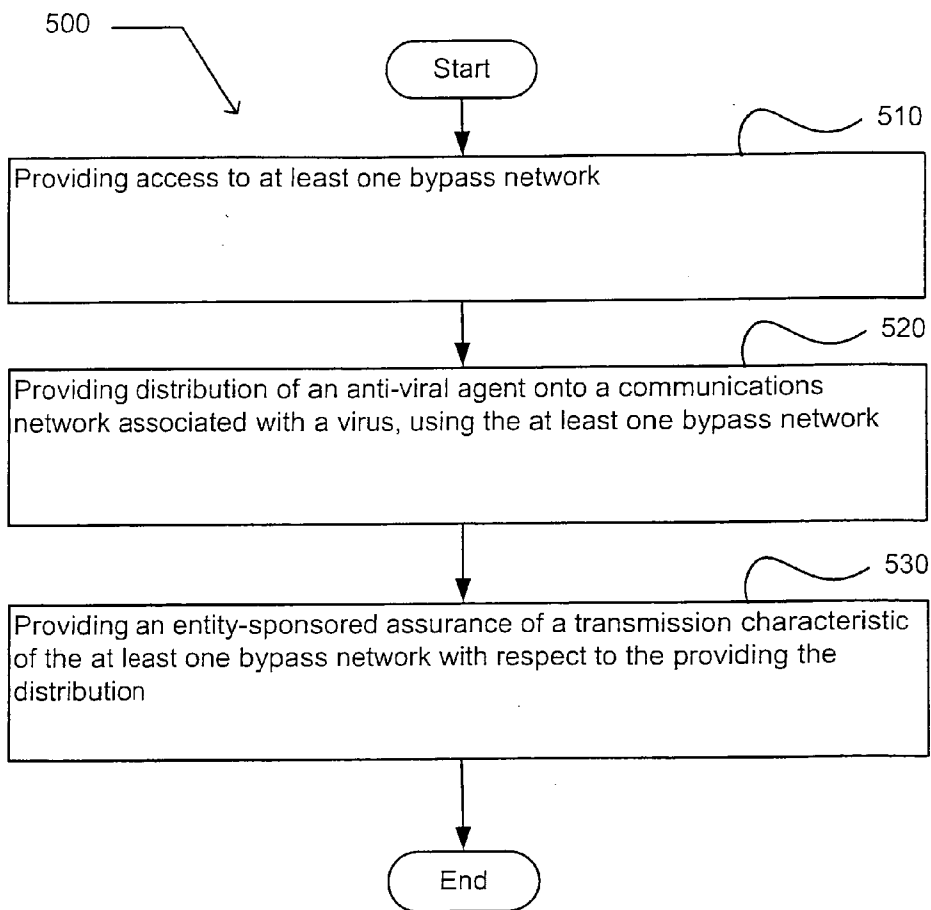 500
Start
510
Providing access to at least one bypass network
520
Providing distribution of an anti-viral agent onto a communications
network associated with a virus, using the at least one bypass network
530
Providing an entity-sponsored assurance of a transmission characteristic
of the at least one bypass network with respect to the providing the
distribution
End